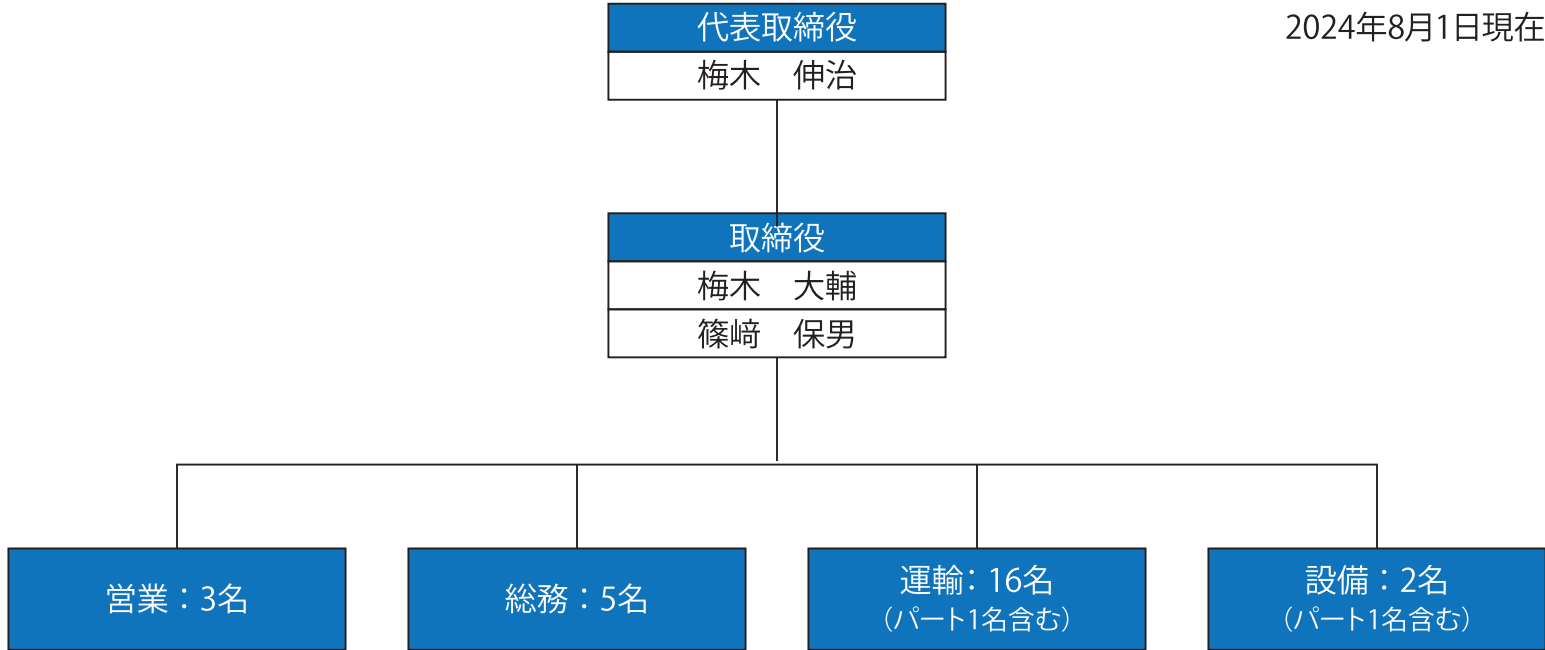 2024年8月1日現在
代表取締役
梅木　伸治
取締役
梅木　大輔
篠﨑　保男
営業：3名
総務：5名
運輸：16名
（パート1名含む）
設備：2名
（パート1名含む）